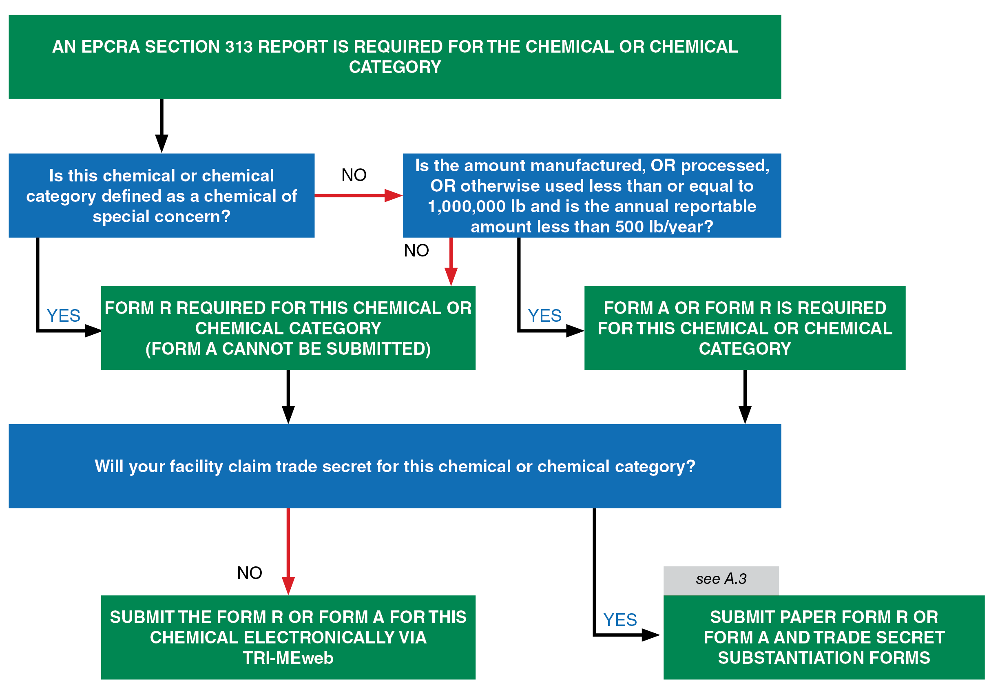 AN EPCRA SECTION 313 REPORT IS REQUIRED FOR THE CHEMICAL OR CHEMICAL
CATEGORY
Is this chemical or chemical
category defined as a chemical of
special concern?
NO
Is the amount manufactured, OR processed,
OR otherwise used less than or equal to
1,000,000 lb and is the annual reportable
amount less than 500 lb/year?
NO
YES
FORM R REQUIRED FOR THIS CHEMICAL OR
CHEMICAL CATEGORY
(FORM A CANNOT BE SUBMITTED)
YES
FORM A OR FORM R IS REQUIRED
FOR THIS CHEMICAL OR CHEMICAL
CATEGORY
Will your facility claim trade secret for this chemical or chemical category?
NO
SUBMIT THE FORM R OR FORM A FOR THIS
CHEMICAL ELECTRONICALLY VIA
TRI-MEweb
YES
see A.3
SUBMIT PAPER FORM R OR
FORM A AND TRADE SECRET
SUBSTANTIATION FORMS